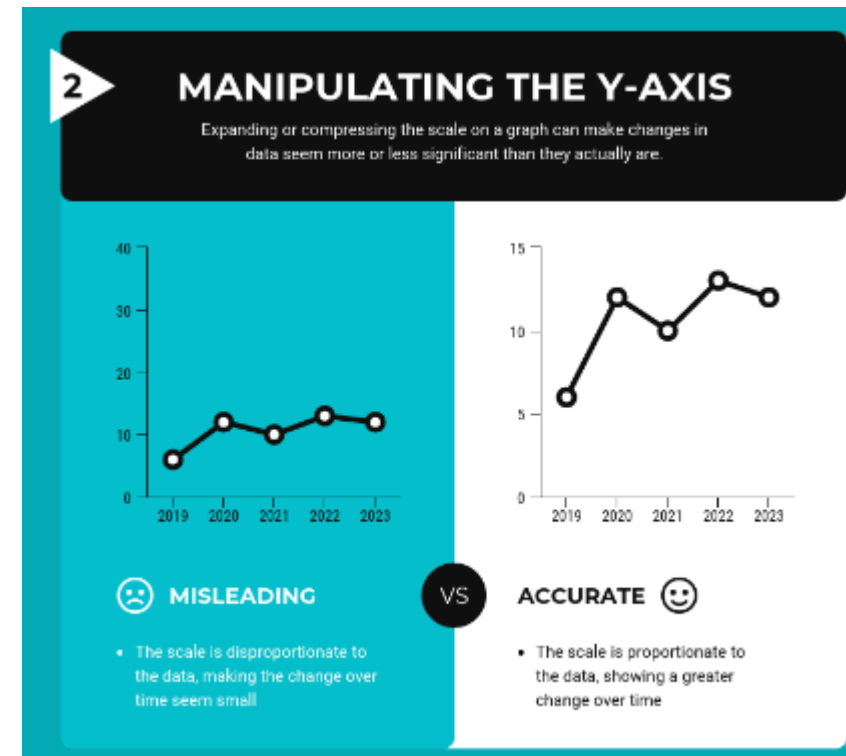 2
MANIPULATING THE Y-AXIS
Expanding or compressing the scale on a graph can make changes in
data seem more or less significant than they actually are.
40
30
20
10
0
2019 2020 2021 2022 2023
15
10
5
0
2019 2020 2021 2022 2023
MISLEADING
VS
ACCURATE
• The scale is disproportionate to
the data, making the change over
time seem small
• The scale is proportionate to
the data, showing a greater
change over time